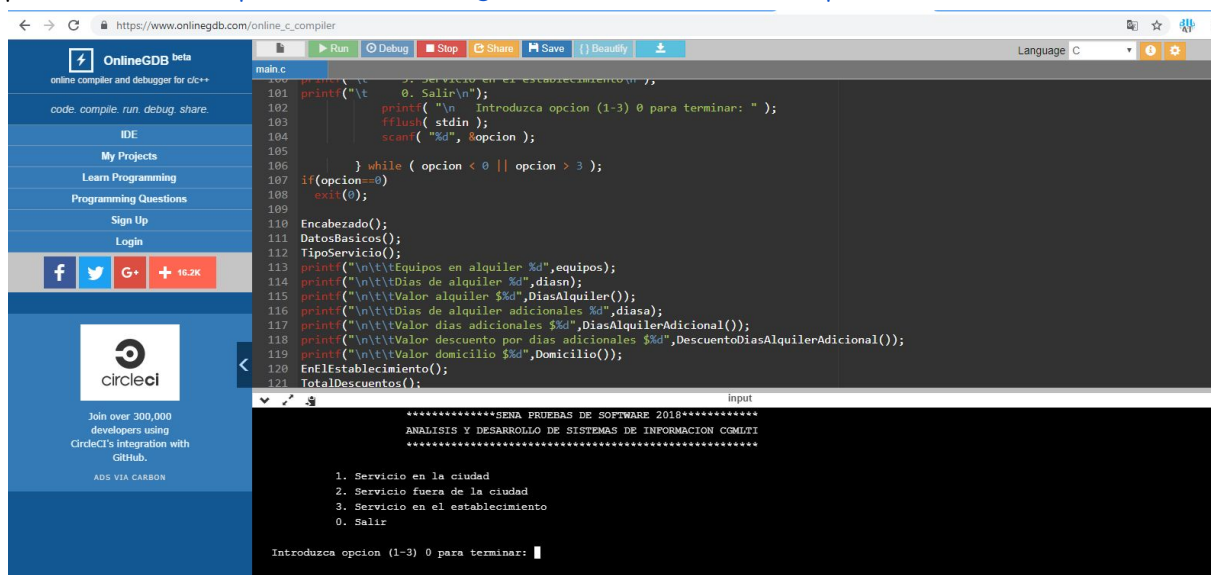 https://www.onlinegdb.com/online_c_compiler
OnlineGDB beta
online compiler and debugger for c/c++
code. compile. run. debug. share.
IDE
My Projects
Learn Programming
Programming Questions
Sign Up
Login
f G+ + 16.2K
circleci
Join over 300,000
developers using
CircleCI's integration with
GitHub.
ADS VIA CARBON
Run Debug Stop Share Save {} Beautify Language C
main.c
100 printf( "\t 3. Servicio en el establecimiento\n");
101 printf("\t 0. Salir\n");
102 printf( "\n Introduzca opcion (1-3) 0 para terminar: " );
103 fflush( stdin );
104 scanf( "%d", &opcion );
105
106 } while ( opcion < 0 || opcion > 3 );
107 if(opcion==0)
108 exit(0);
109
110 Encabezado();
111 DatosBasicos();
112 TipoServicio();
113 printf("\n\t\tEquipos en alquiler %d",equipos);
114 printf("\n\t\tDias de alquiler %d",diasn);
115 printf("\n\t\tValor alquiler $%d",DiasAlquiler());
116 printf("\n\t\tDias de alquiler adicionales %d",diasa);
117 printf("\n\t\tValor dias adicionales $%d",DiasAlquilerAdicional());
118 printf("\n\t\tValor descuento por dias adicionales $%d",DescuentoDiasAlquilerAdicional());
119 printf("\n\t\tValor domicilio $%d",Domicilio());
120 EnElEstablecimiento();
121 TotalDescuentos();
input
**************SENA PRUEBAS DE SOFTWARE 2018************
ANALISIS Y DESARROLLO DE SISTEMAS DE INFORMACION CGMLTI
*******************************************************
1. Servicio en la ciudad
2. Servicio fuera de la ciudad
3. Servicio en el establecimiento
0. Salir
Introduzca opcion (1-3) 0 para terminar: